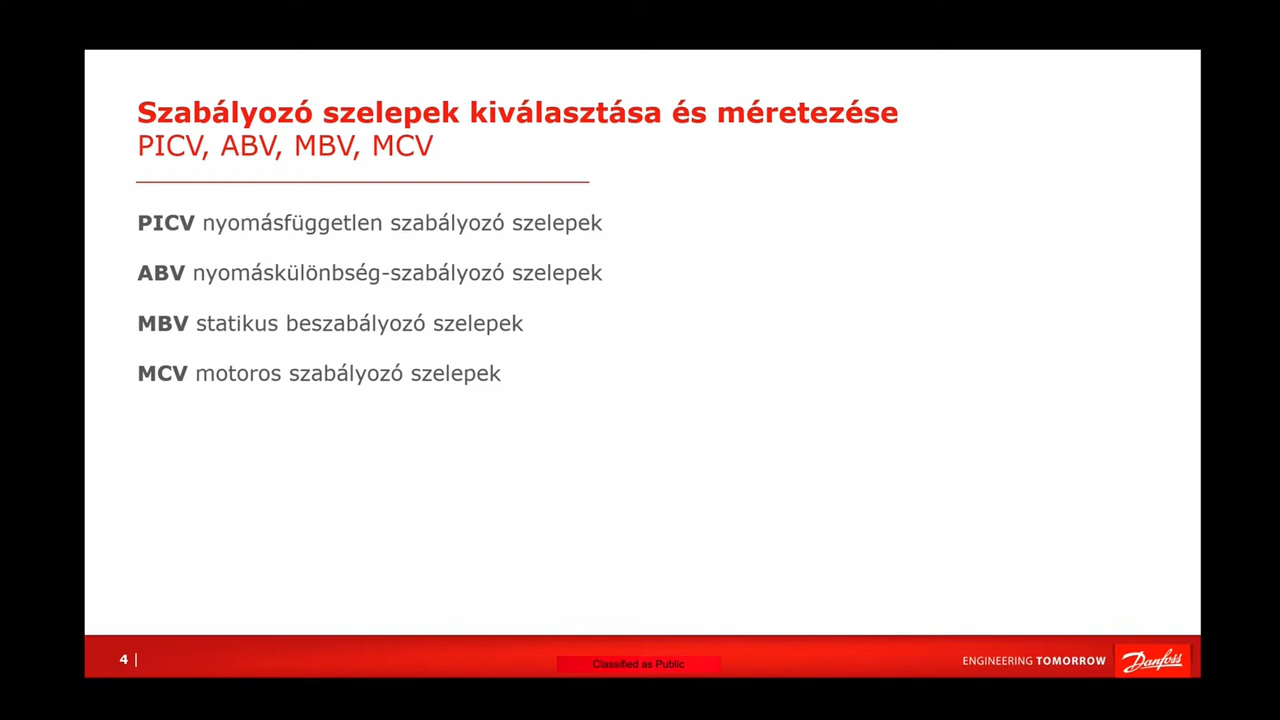 Szabályozó szelepek kiválasztása és méretezése
PICV, ABV, MBV, MCV
PICV nyomásfüggetlen szabályozó szelepek
ABV nyomáskülönbség-szabályozó szelepek
MBV statikus beszabályozó szelepek
MCV motoros szabályozó szelepek
4 |
Classified as Public
ENGINEERING TOMORROW
Danfoss